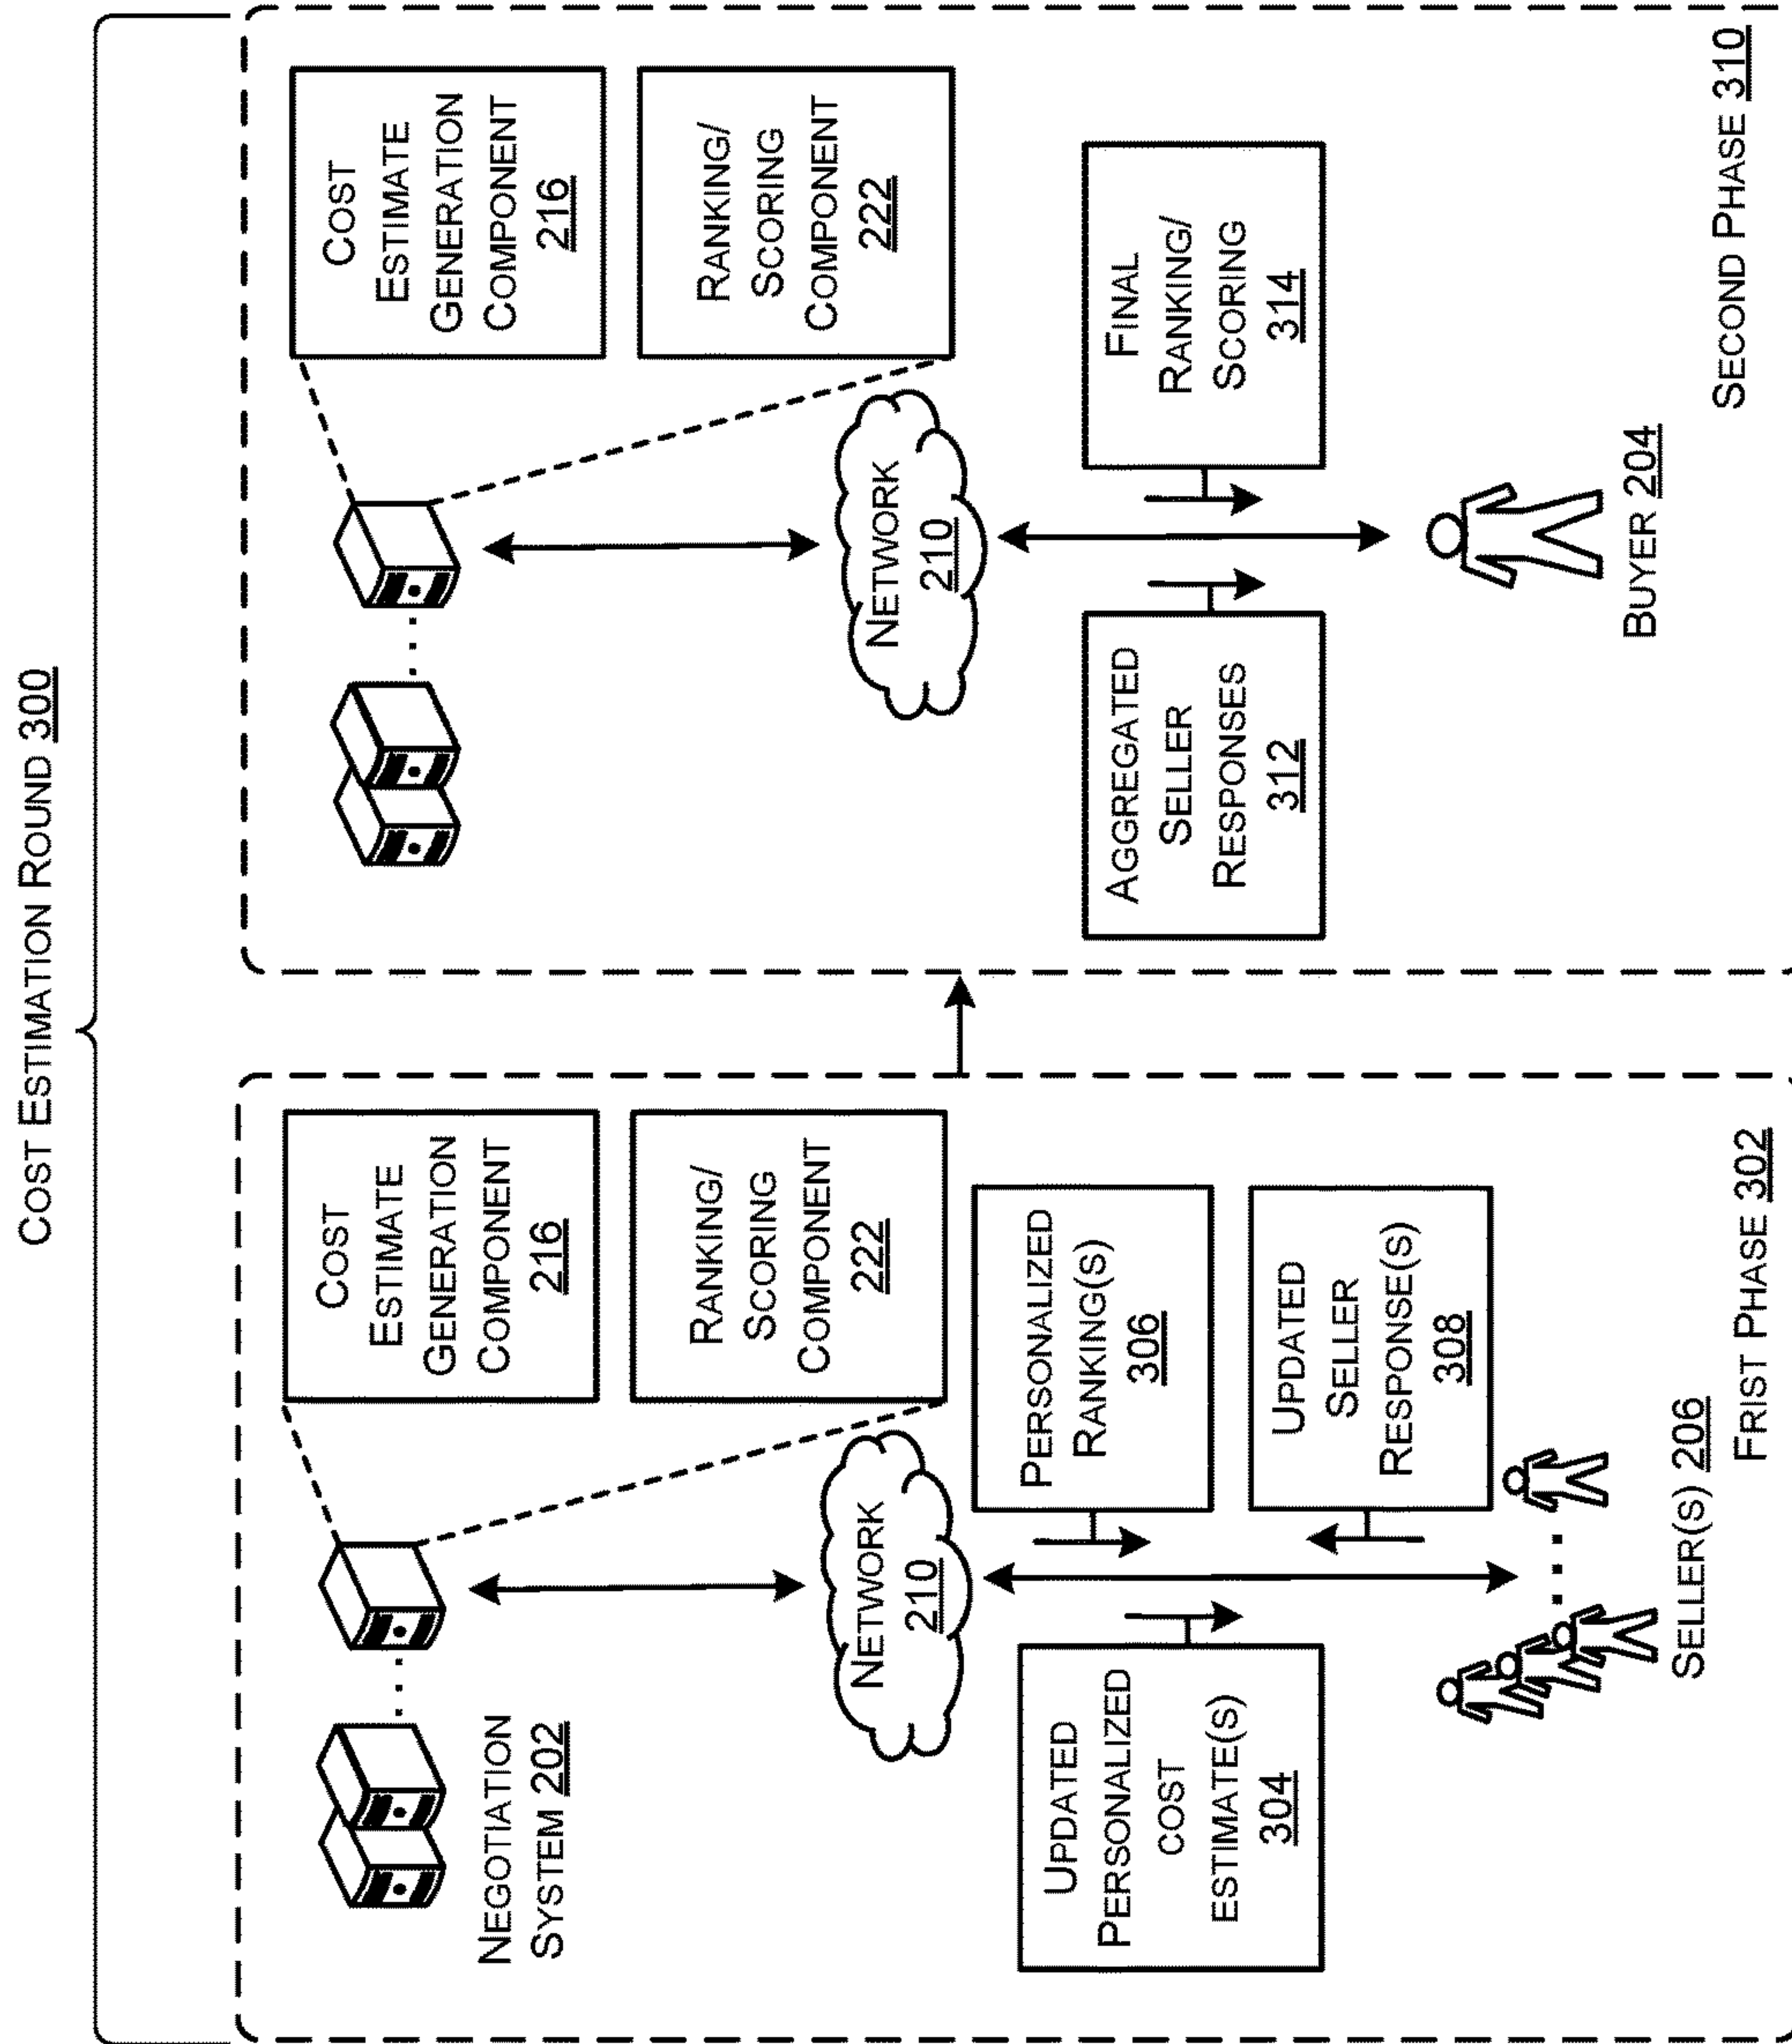 COST ESTIMATION ROUND 300
NEGOTIATION
SYSTEM 202
COST
ESTIMATE
GENERATION
COMPONENT
216
RANKING/
SCORING
COMPONENT
222
NETWORK
210
UPDATED
PERSONALIZED
COST
ESTIMATE(S)
304
PERSONALIZED
RANKING(S)
306
UPDATED
SELLER
RESPONSE(S)
308
SELLER(S) 206
FRIST PHASE 302
COST
ESTIMATE
GENERATION
COMPONENT
216
RANKING/
SCORING
COMPONENT
222
NETWORK
210
AGGREGATED
SELLER
RESPONSES
312
FINAL
RANKING/
SCORING
314
BUYER 204
SECOND PHASE 310